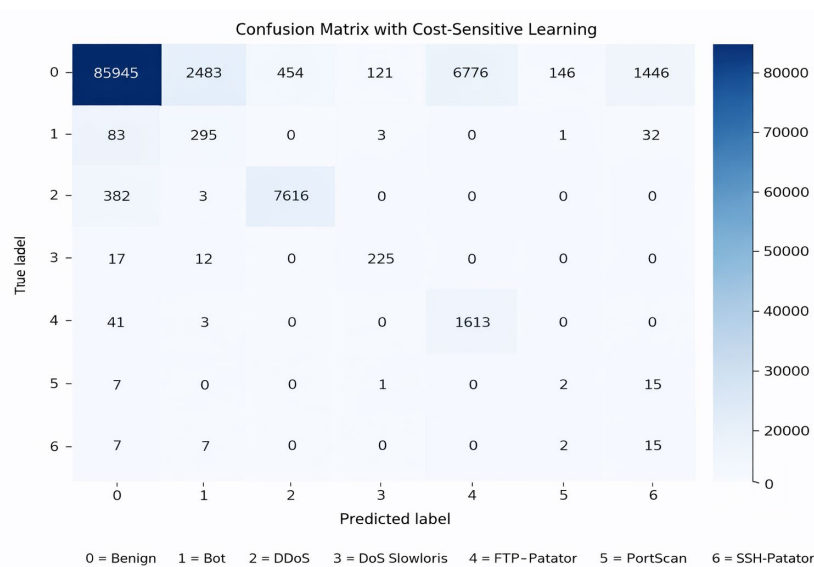 Confusion Matrix with Cost-Sensitive Learning
0 85945 2483 454 121 6776 146 1446
1 83 295 0 3 0 1 32
2 382 3 7616 0 0 0 0
3 17 12 0 225 0 0 0
4 41 3 0 0 1613 0 0
5 7 0 0 1 0 2 15
6 7 7 0 0 0 2 15
0 1 2 3 4 5 6
True ladel
Predicted label
80000
70000
60000
50000
40000
30000
20000
0
0 = Benign 1 = Bot 2 = DDoS 3 = DoS Slowloris 4 = FTP-Patator 5 = PortScan 6 = SSH-Patator